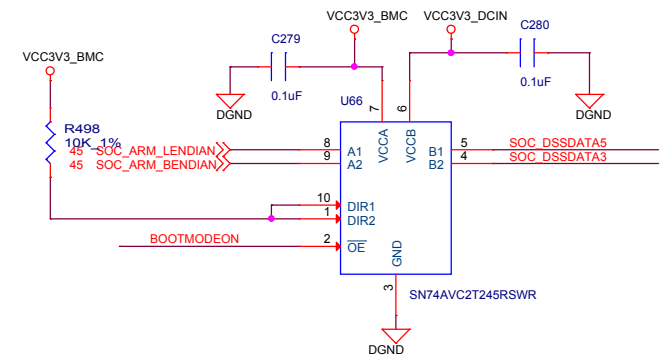 VCC3V3_BMC VCC3V3_DCIN
C279 C280
VCC3V3_BMC
0.1uF 0.1uF
DGND DGND
U66
7 6
R498
10K_1%
VCCA VCCB
45 SOC_ARM_LENDIAN 8 A1 B1 5 SOC_DSSDATA5
45 SOC_ARM_BENDIAN 9 A2 B2 4 SOC_DSSDATA3
10 DIR1
1 DIR2
BOOTMODEON 2 OE
GND
3 SN74AVC2T245RSWR
DGND